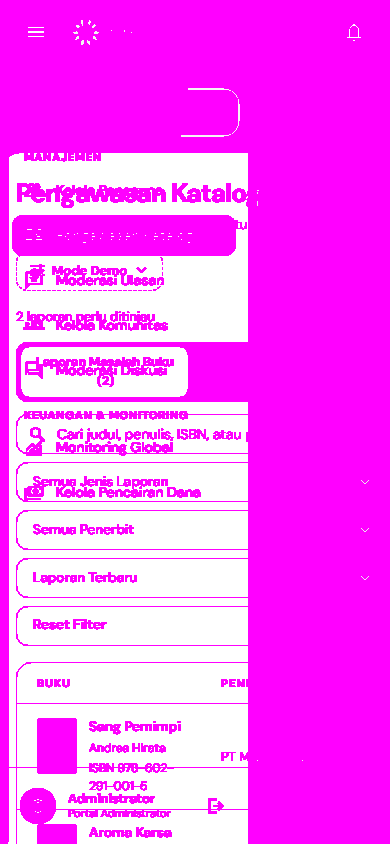 MANAJEMEN
Pengawasan Katalog
Mode Demo
Moderasi Ulasan
2 laporan perlu ditinjau
Kelola Komunitas
Laporan Masalah Buku
(2)
Moderasi Diskusi
KEUANGAN & MONITORING
Cari judul, penulis, ISBN, atau
Monitoring Global
Semua Jenis Laporan
Kelola Pencairan Dana
Semua Penerbit
Laporan Terbaru
Reset Filter
BUKU
Sang Pemimpi
Andrea Hirata
PT M
ISBN 978-602-
291-001-5
Administrator
Portal Administrator
Aroma Karsa